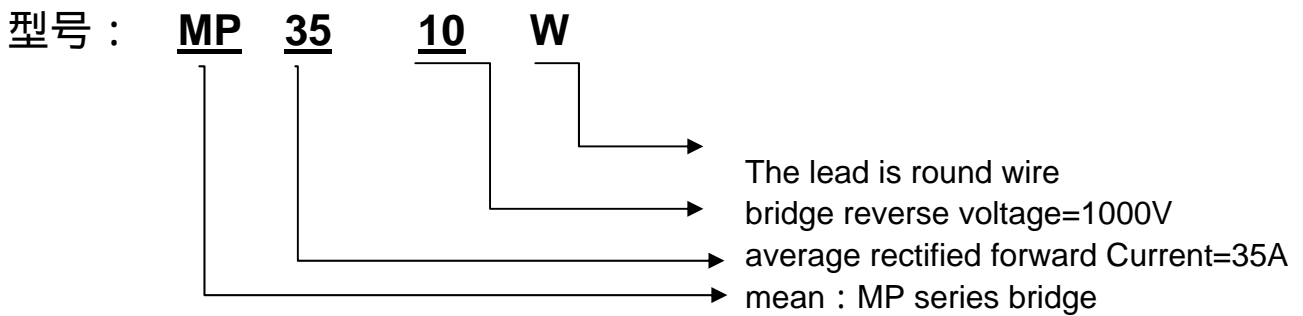 型号： MP 35 10 W
The lead is round wire
bridge reverse voltage=1000V
average rectified forward Current=35A
mean：MP series bridge